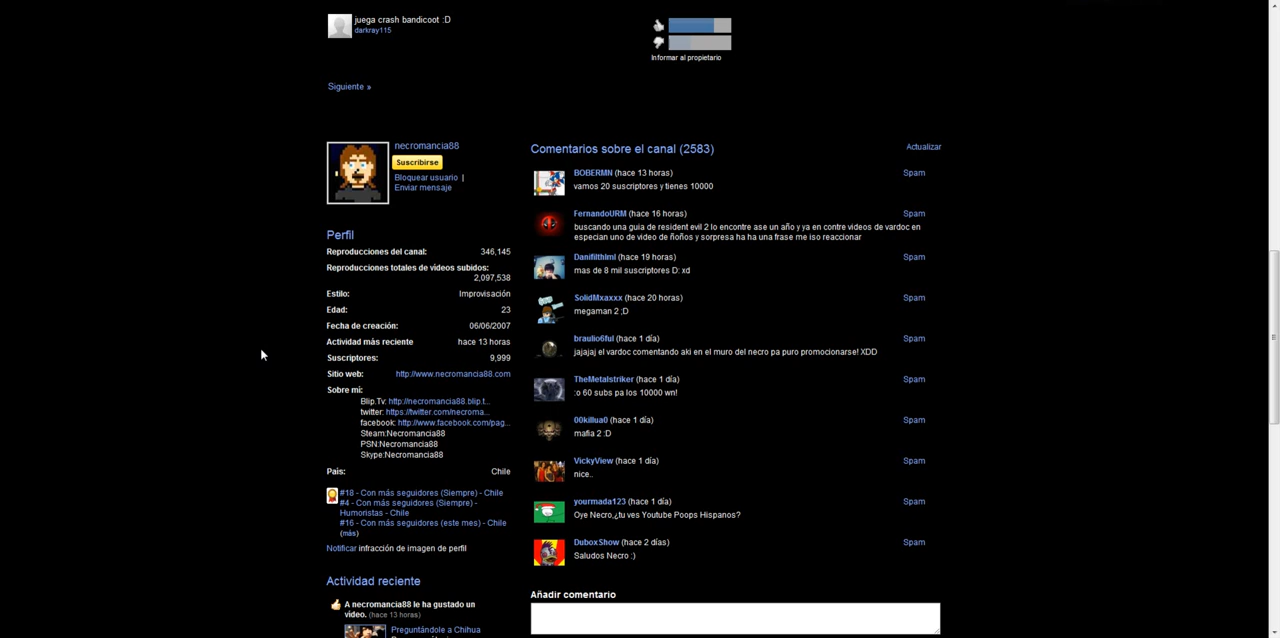 juega crash bandicoot :D
darkray115
Informar al propietario
Siguiente »
necromancia88
Suscribirse
Bloquear usuario |
Enviar mensaje
Perfil
Reproducciones del canal: 346,145
Reproducciones totales de vídeos subidos:
2,097,538
Estilo: Improvisación
Edad: 23
Fecha de creación: 06/06/2007
Actividad más reciente hace 13 horas
Suscriptores: 9,999
Sitio web: http://www.necromancia88.com
Sobre mí:
Blip.Tv: http://necromancia88.blip.t...
twitter: https://twitter.com/necroma...
facebook: http://www.facebook.com/pag...
Steam:Necromancia88
PSN:Necromancia88
Skype:Necromancia88
País: Chile
#18 - Con más seguidores (Siempre) - Chile
#4 - Con más seguidores (Siempre) -
Humoristas - Chile
#16 - Con más seguidores (este mes) - Chile
(más)
Notificar infracción de imagen de perfil
Actividad reciente
A necromancia88 le ha gustado un
video. (hace 13 horas)
Preguntándole a Chihua
Comentarios sobre el canal (2583) Actualizar
BOBERMN (hace 13 horas) Spam
vamos 20 suscriptores y tienes 10000
FernandoURM (hace 16 horas) Spam
buscando una guia de resident evil 2 lo encontre ase un año y ya en contre videos de vardoc en
especian uno de video de ñoños y sorpresa ha ha una frase me iso reaccionar
Danifilthlml (hace 19 horas) Spam
mas de 8 mil suscriptores D: xd
SolidMxaxxx (hace 20 horas) Spam
megaman 2 ;D
braulio6ful (hace 1 día) Spam
jajajaj el vardoc comentando aki en el muro del necro pa puro promocionarse! XDD
TheMetalstriker (hace 1 día) Spam
:o 60 subs pa los 10000 wn!
00killua0 (hace 1 día) Spam
mafia 2 :D
VickyView (hace 1 día) Spam
nice..
yourmada123 (hace 1 día) Spam
Oye Necro,¿tu ves Youtube Poops Hispanos?
DuboxShow (hace 2 días) Spam
Saludos Necro :)
Añadir comentario